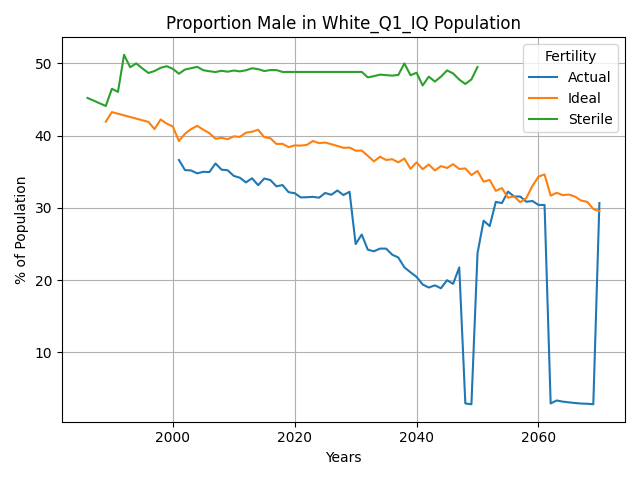 Proportion Male in White_Q1_IQ Population
% of Population
50
40
30
20
10
Fertility
Actual
Ideal
Sterile
2000
2020
2040
2060
Years